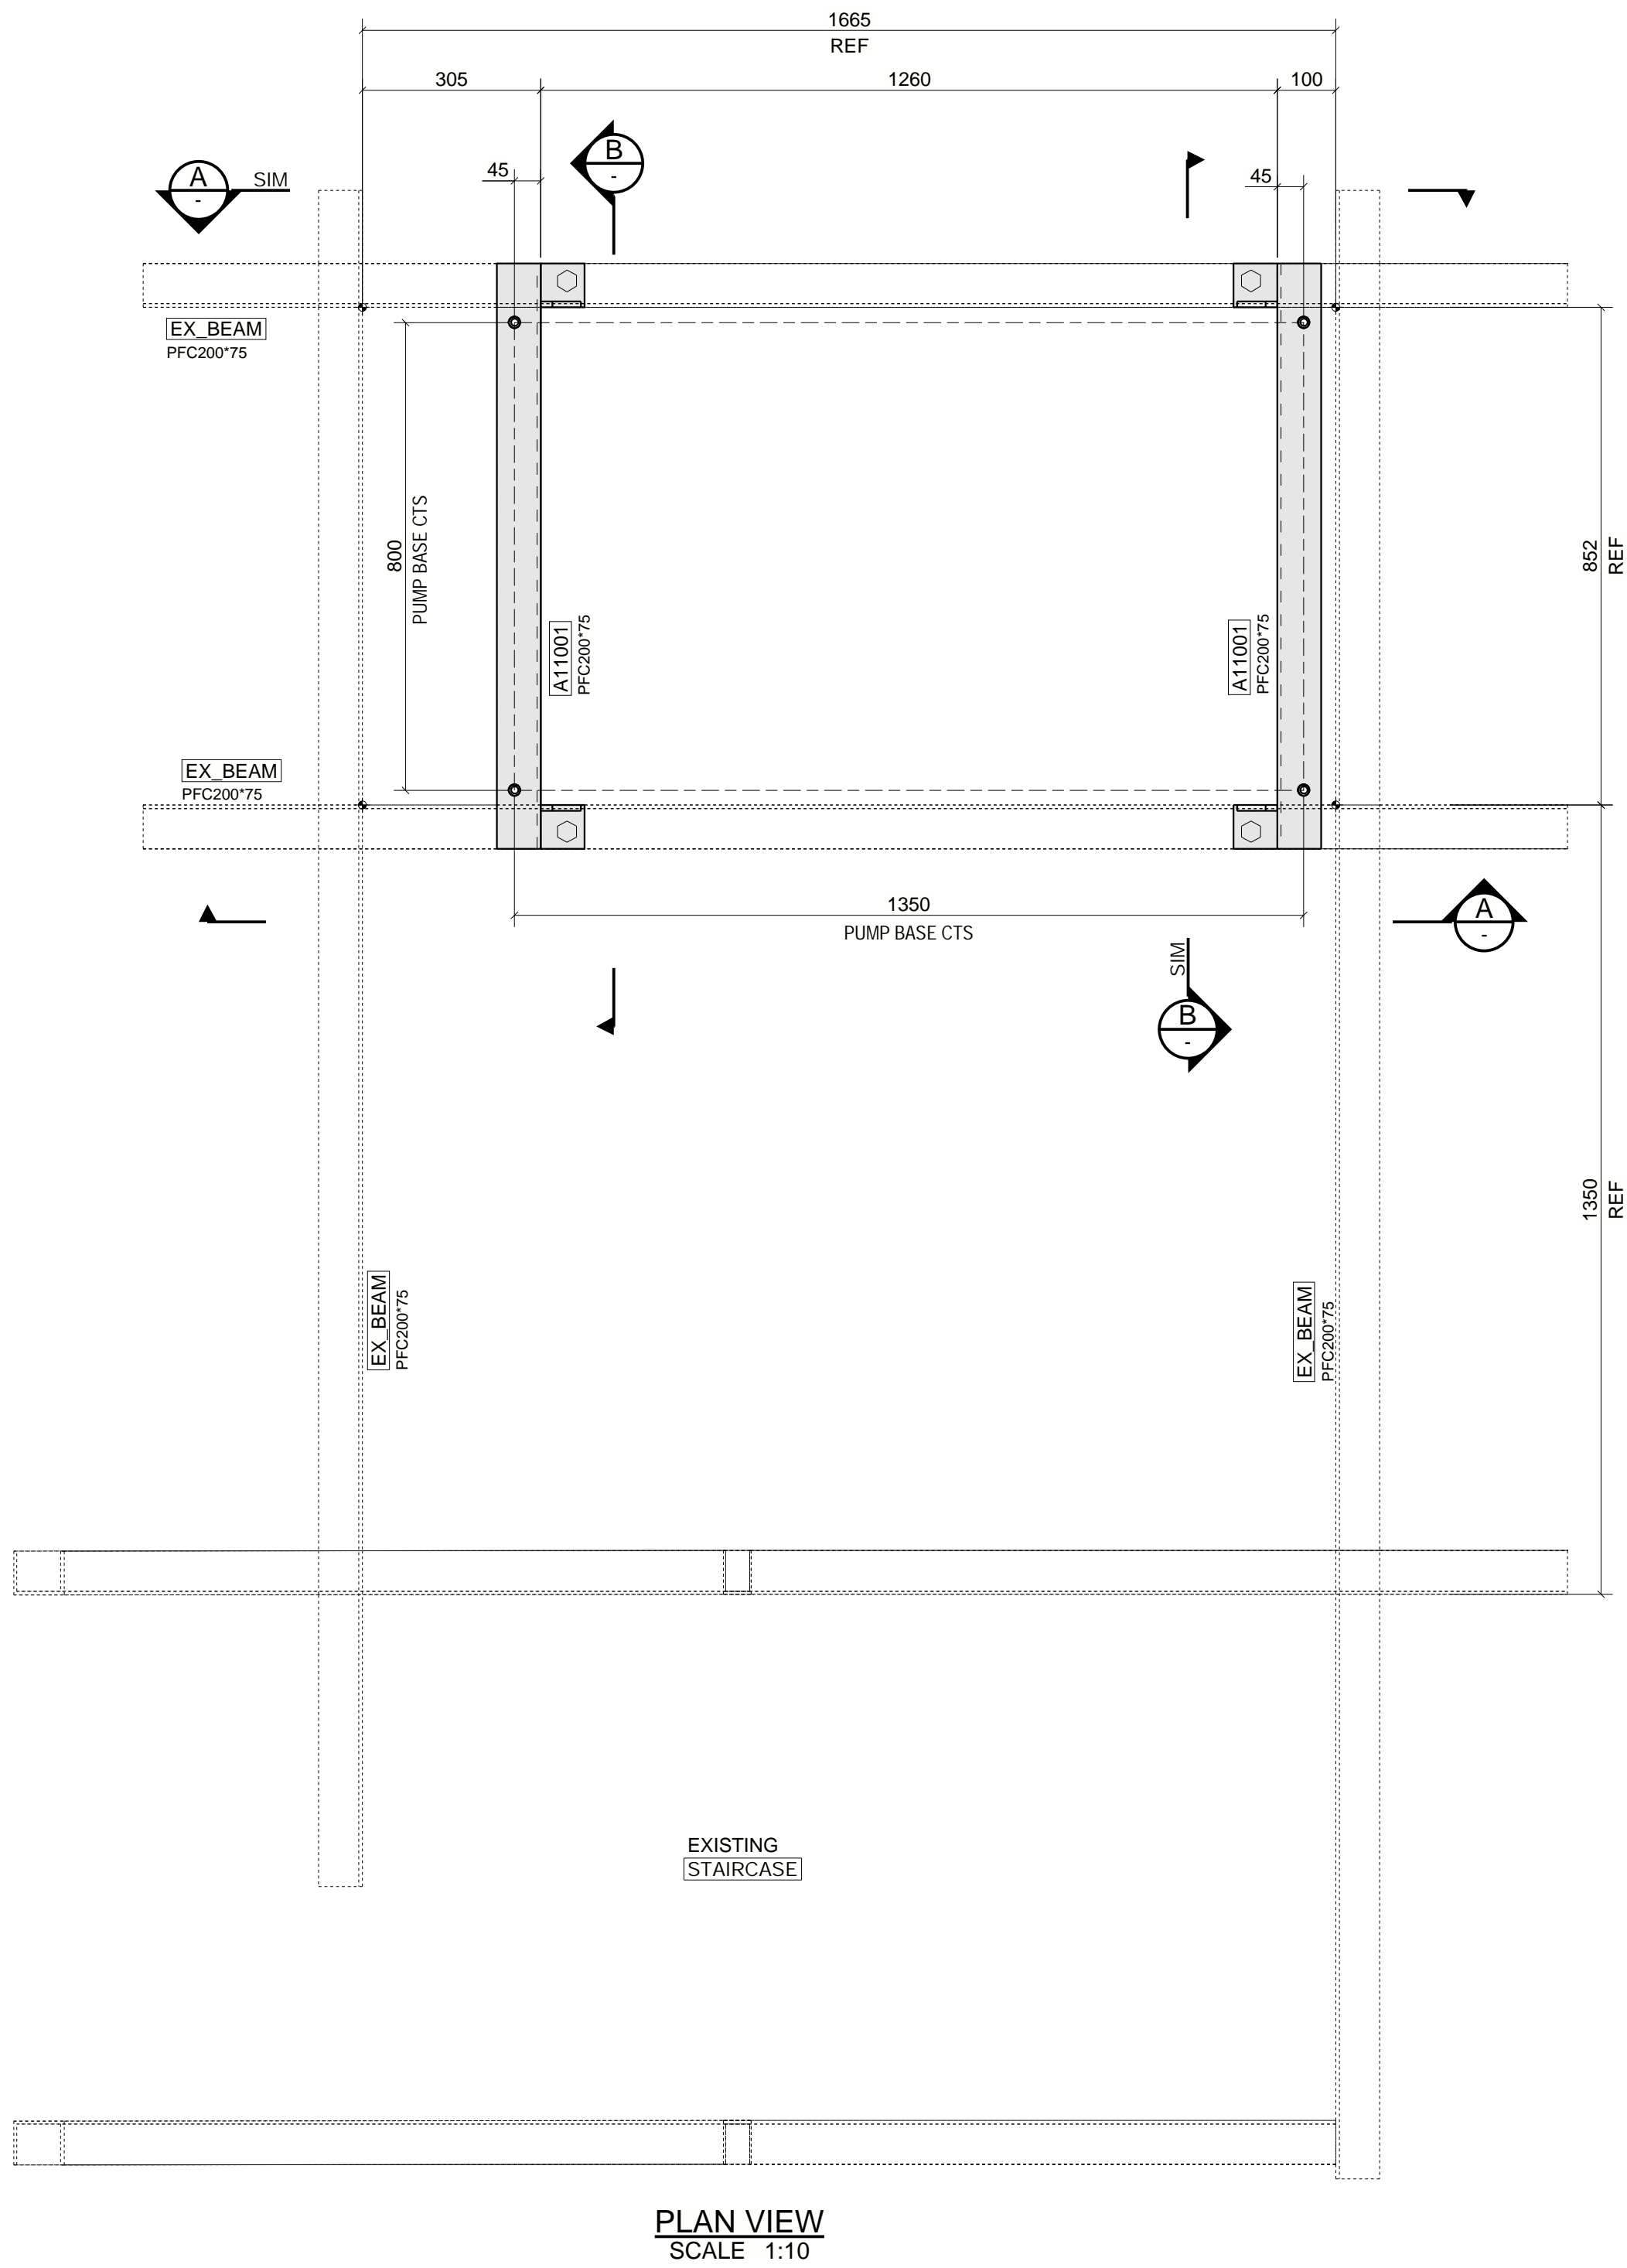 1665
REF
305
1260
100
A
-
SIM
B
-
45
45
EX_BEAM
PFC200*75
800
PUMP BASE CTS
A11001
PFC200*75
A11001
PFC200*75
852
REF
EX_BEAM
PFC200*75
1350
PUMP BASE CTS
A
-
SIM
B
-
1350
REF
EX_BEAM
PFC200*75
EX_BEAM
PFC200*75
EXISTING
STAIRCASE
PLAN VIEW
SCALE 1:10